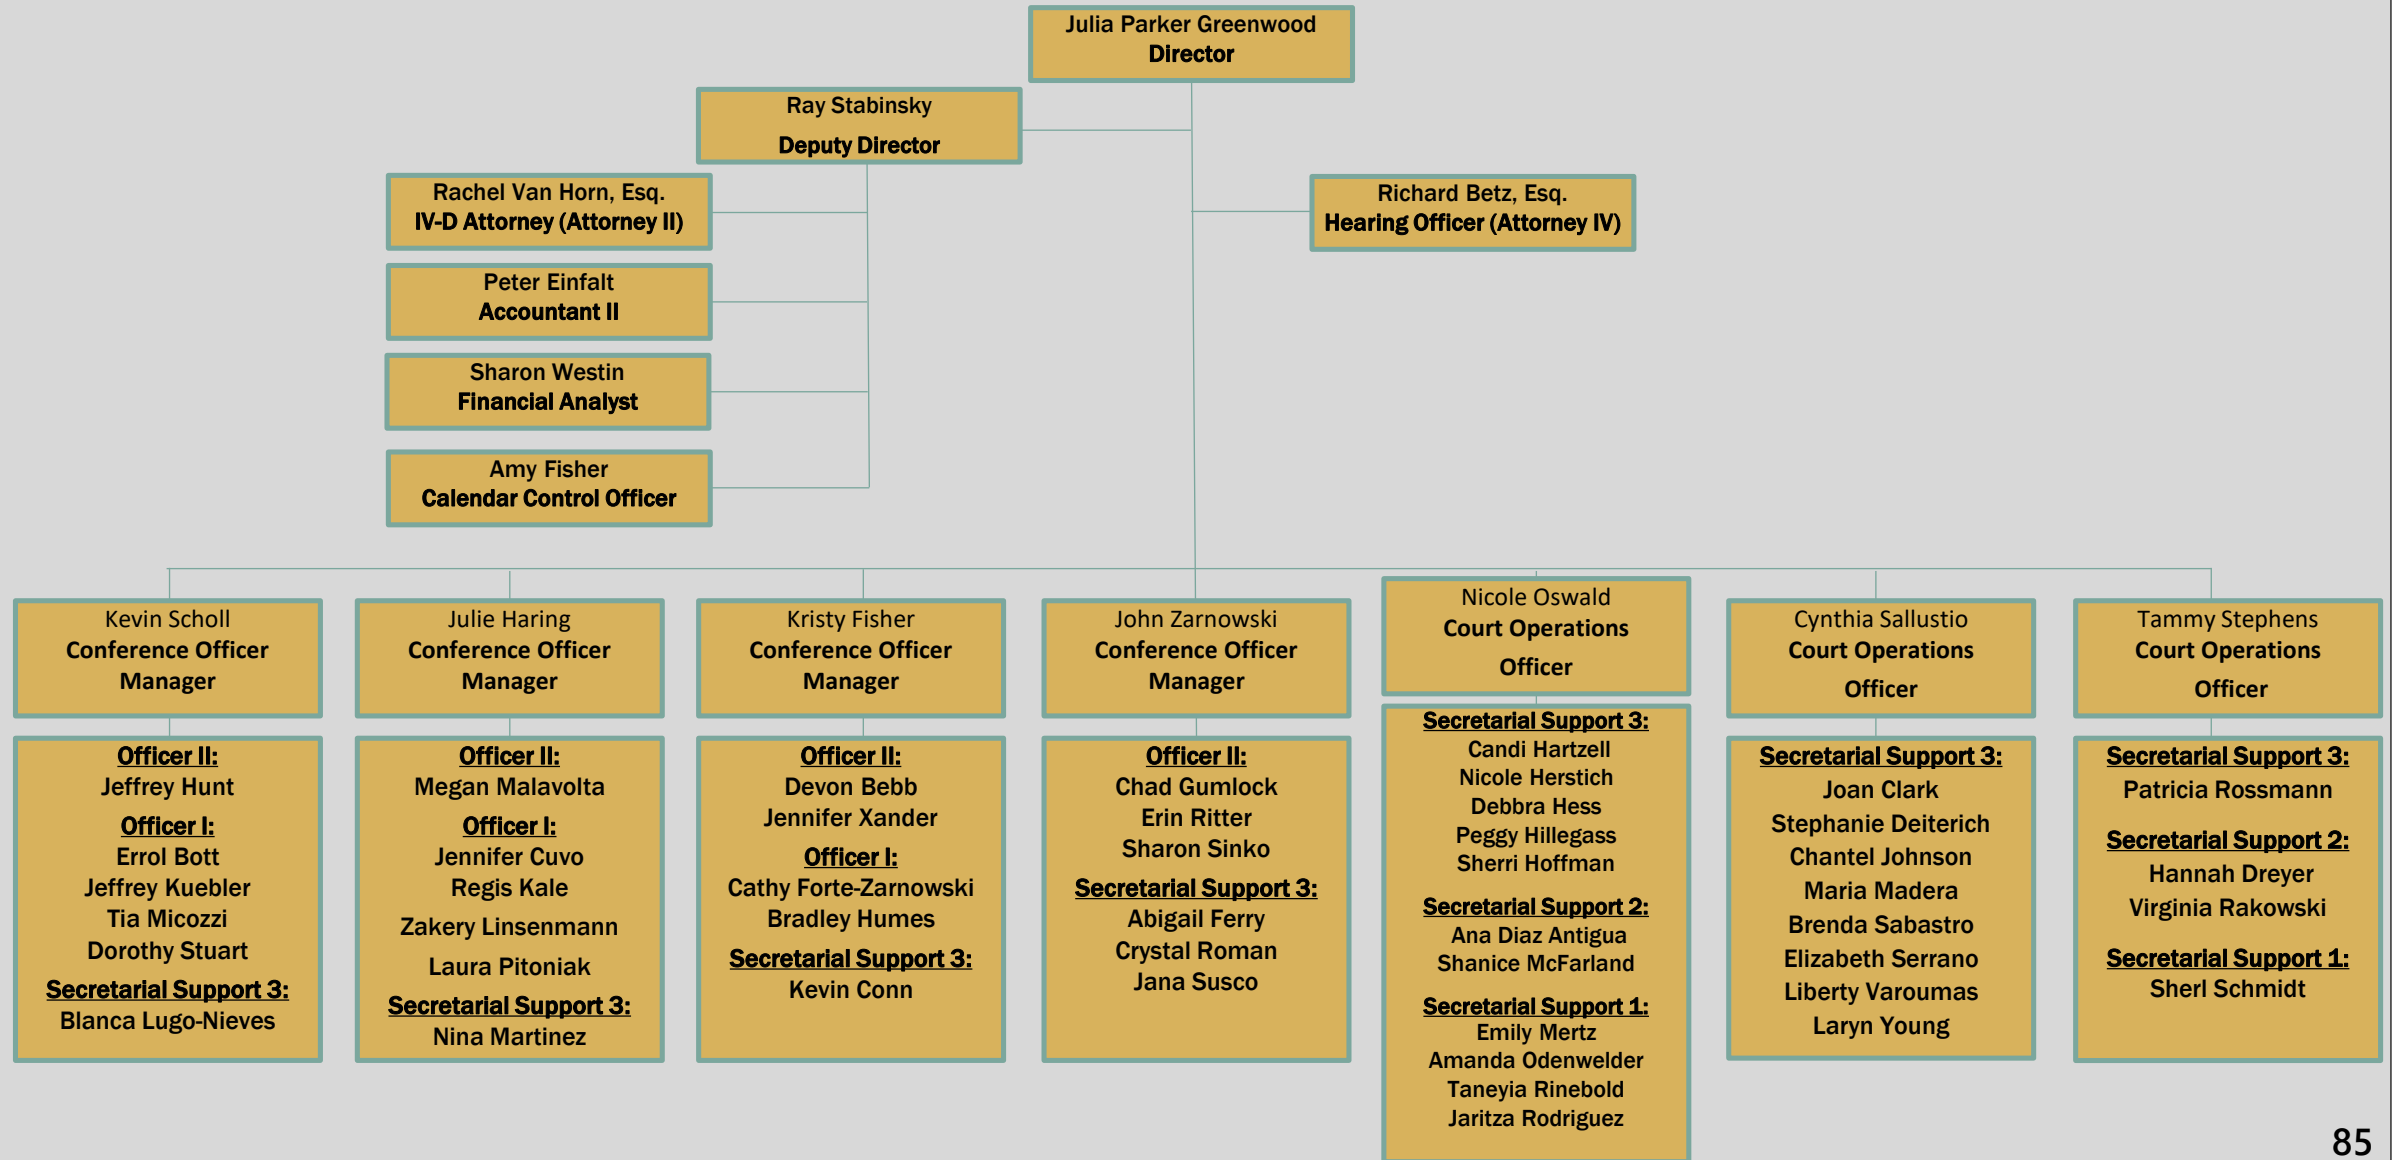 Julia Parker Greenwood
Director
Ray Stabinsky
Deputy Director
Rachel Van Horn, Esq.
IV-D Attorney (Attorney II)
Richard Betz, Esq.
Hearing Officer (Attorney IV)
Peter Einfalt
Accountant II
Sharon Westin
Financial Analyst
Amy Fisher
Calendar Control Officer
Kevin Scholl
Conference Officer
Manager
Officer II:
Jeffrey Hunt
Officer I:
Errol Bott
Jeffrey Kuebler
Tia Micozzi
Dorothy Stuart
Secretarial Support 3:
Blanca Lugo-Nieves
Julie Haring
Conference Officer
Manager
Officer II:
Megan Malavolta
Officer I:
Jennifer Cuvo
Regis Kale
Zakery Linsenmann
Laura Pitoniak
Secretarial Support 3:
Nina Martinez
Kristy Fisher
Conference Officer
Manager
Officer II:
Devon Bebb
Jennifer Xander
Officer I:
Cathy Forte-Zarnowski
Bradley Humes
Secretarial Support 3:
Kevin Conn
John Zarnowski
Conference Officer
Manager
Officer II:
Chad Gumlock
Erin Ritter
Sharon Sinko
Secretarial Support 3:
Abigail Ferry
Crystal Roman
Jana Susco
Nicole Oswald
Court Operations
Officer
Secretarial Support 3:
Candi Hartzell
Nicole Herstich
Debbra Hess
Peggy Hillegass
Sherri Hoffman
Secretarial Support 2:
Ana Diaz Antigua
Shanice McFarland
Secretarial Support 1:
Emily Mertz
Amanda Odenwelder
Taneyia Rinebold
Jaritza Rodriguez
Cynthia Sallustio
Court Operations
Officer
Secretarial Support 3:
Joan Clark
Stephanie Deiterich
Chantel Johnson
Maria Madera
Brenda Sabastro
Elizabeth Serrano
Liberty Varoumas
Laryn Young
Tammy Stephens
Court Operations
Officer
Secretarial Support 3:
Patricia Rossmann
Secretarial Support 2:
Hannah Dreyer
Virginia Rakowski
Secretarial Support 1:
Sherl Schmidt
85